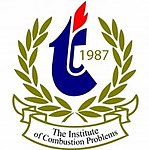 1987
The Institute
of Combustion Problems